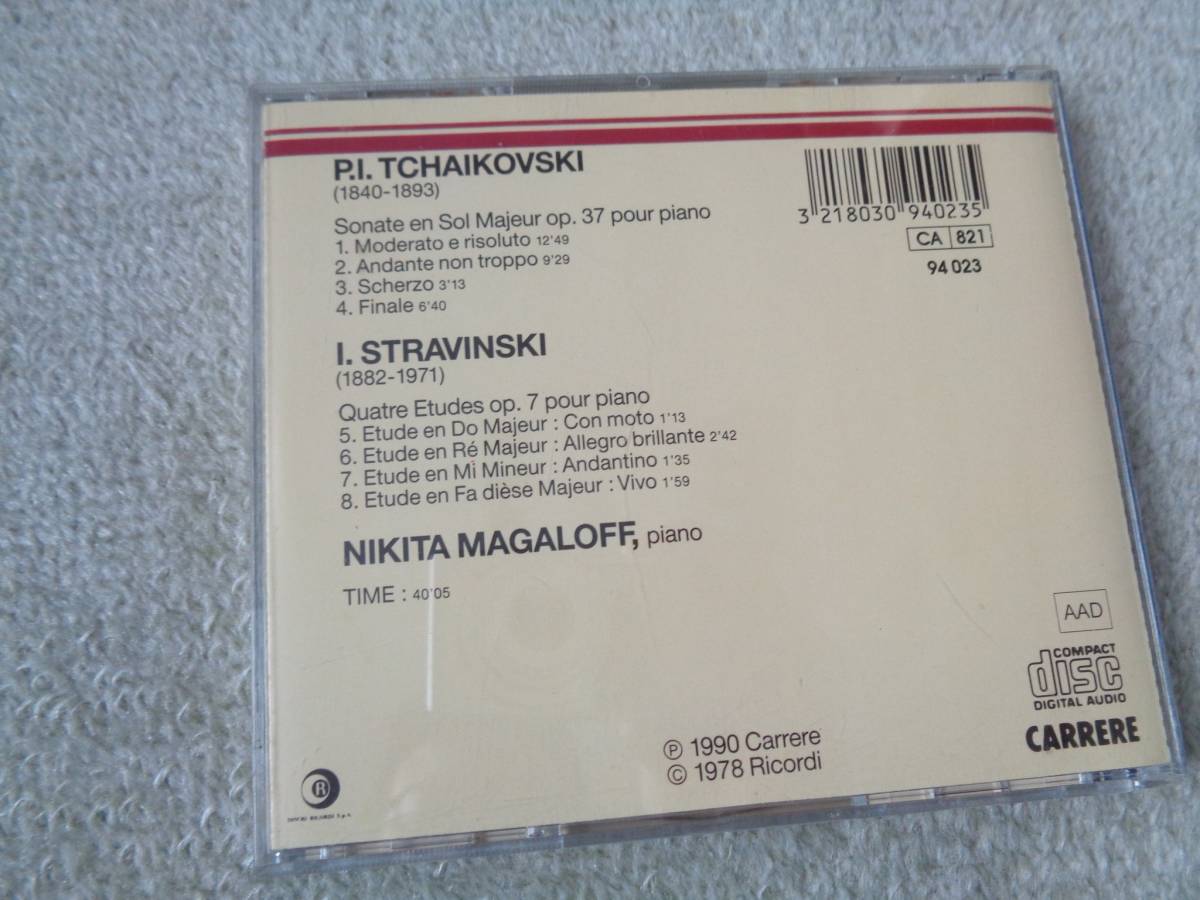 P.I. TCHAIKOVSKI
(1840-1893)
Sonate en Sol Majeur op. 37 pour piano
1. Moderato e risoluto 12'49
2. Andante non troppo 9'29
3. Scherzo 3'13
4. Finale 6'40
3 218030 940235
CA 821
94 023
I. STRAVINSKI
(1882-1971)
Quatre Etudes op. 7 pour piano
5. Etude en Do Majeur : Con moto 1'13
6. Etude en Ré Majeur : Allegro brillante 2'42
7. Etude en Mi Mineur : Andantino 1'35
8. Etude en Fa dièse Majeur : Vivo 1'59
NIKITA MAGALOFF, piano
TIME : 40'05
AAD
COMPACT
disc
DIGITAL AUDIO
CARRERE
℗ 1990 Carrere
© 1978 Ricordi
R
DISCHI RICORDI S.p.A.